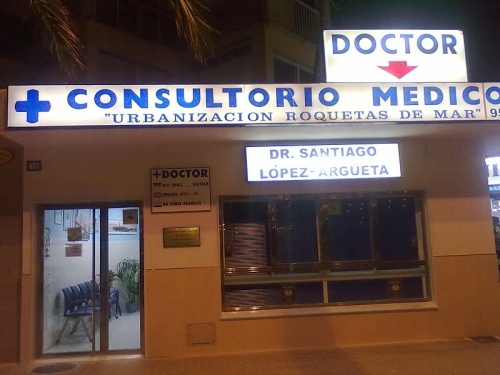 DOCTOR
CONSULTORIO MEDICO
"URBANIZACION ROQUETAS DE MAR"
DR. SANTIAGO
LÓPEZ-ARGUETA
+DOCTOR